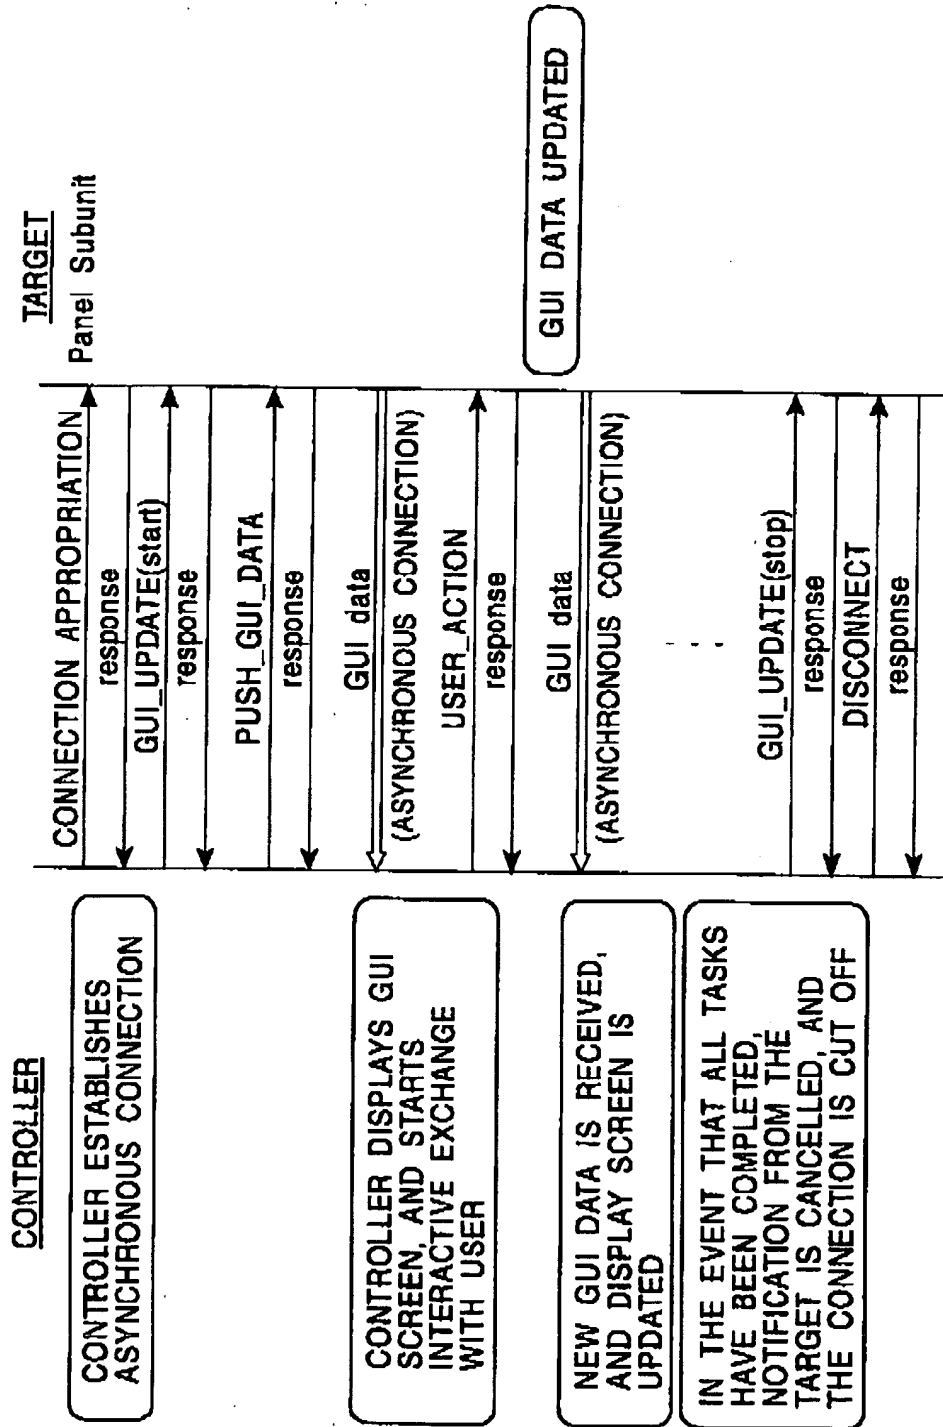 CONTROLLER
TARGET
Panel Subunit
CONTROLLER ESTABLISHES
ASYNCHRONOUS CONNECTION
CONNECTION APPROPRIATION
response
GUI_UPDATE(start)
response
PUSH_GUI_DATA
response
CONTROLLER DISPLAYS GUI
SCREEN, AND STARTS
INTERACTIVE EXCHANGE
WITH USER
GUI data
(ASYNCHRONOUS CONNECTION)
USER_ACTION
response
GUI DATA UPDATED
NEW GUI DATA IS RECEIVED,
AND DISPLAY SCREEN IS
UPDATED
GUI data
(ASYNCHRONOUS CONNECTION)
IN THE EVENT THAT ALL TASKS
HAVE BEEN COMPLETED,
NOTIFICATION FROM THE
TARGET IS CANCELLED, AND
THE CONNECTION IS CUT OFF
GUI_UPDATE(stop)
response
DISCONNECT
response